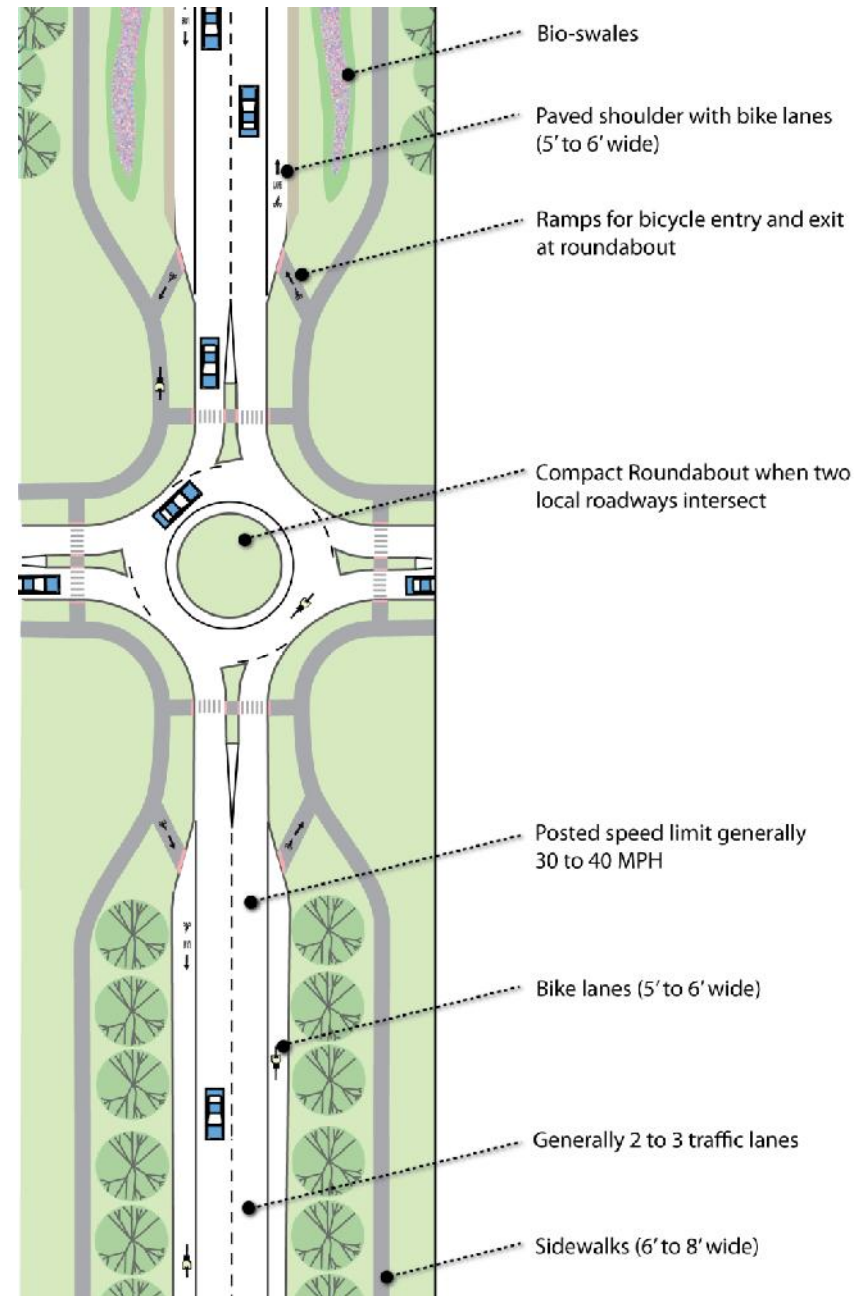 Bio-swales
Paved shoulder with bike lanes
(5' to 6' wide)
Ramps for bicycle entry and exit
at roundabout
Compact Roundabout when two
local roadways intersect
Posted speed limit generally
30 to 40 MPH
Bike lanes (5' to 6' wide)
Generally 2 to 3 traffic lanes
Sidewalks (6' to 8' wide)